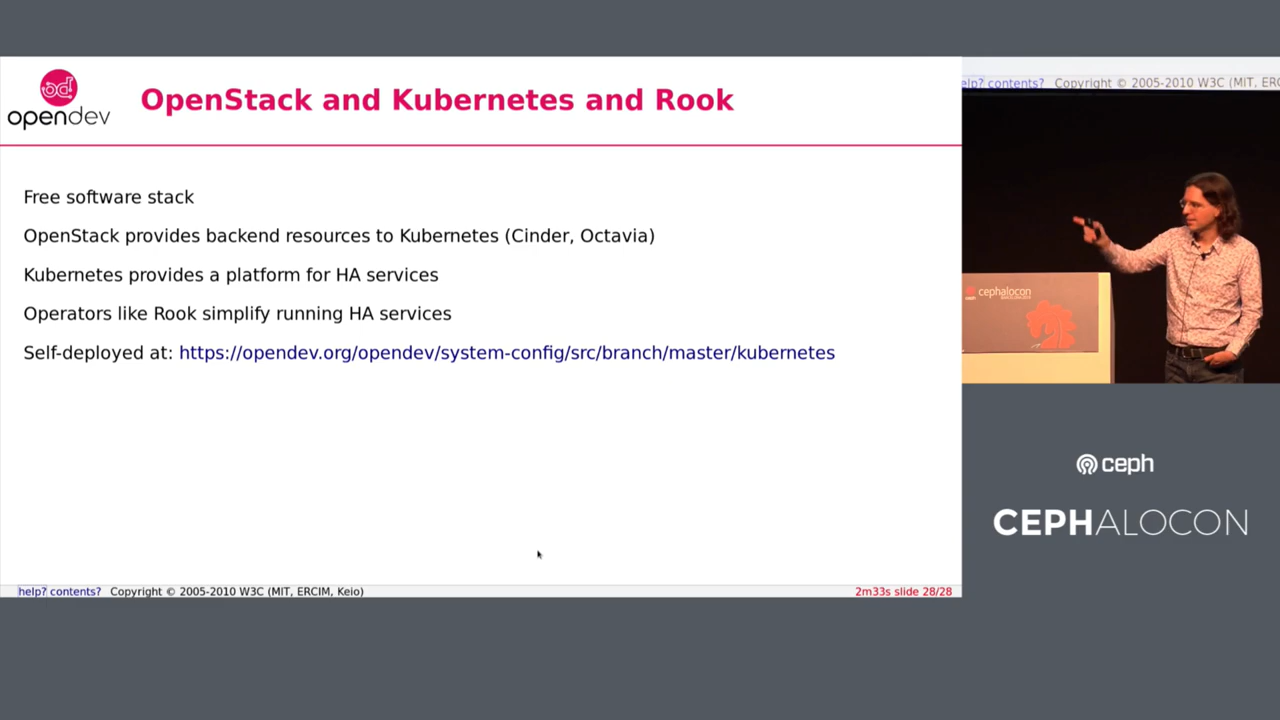 opendev
OpenStack and Kubernetes and Rook
Free software stack
OpenStack provides backend resources to Kubernetes (Cinder, Octavia)
Kubernetes provides a platform for HA services
Operators like Rook simplify running HA services
Self-deployed at: https://opendev.org/opendev/system-config/src/branch/master/kubernetes
help? contents? Copyright © 2005-2010 W3C (MIT, ERCIM, Keio)
2m33s slide 28/28
elp? contents? Copyright © 2005-2010 W3C (MIT, ERC
cephalocon
ceph
CEPHALOCON